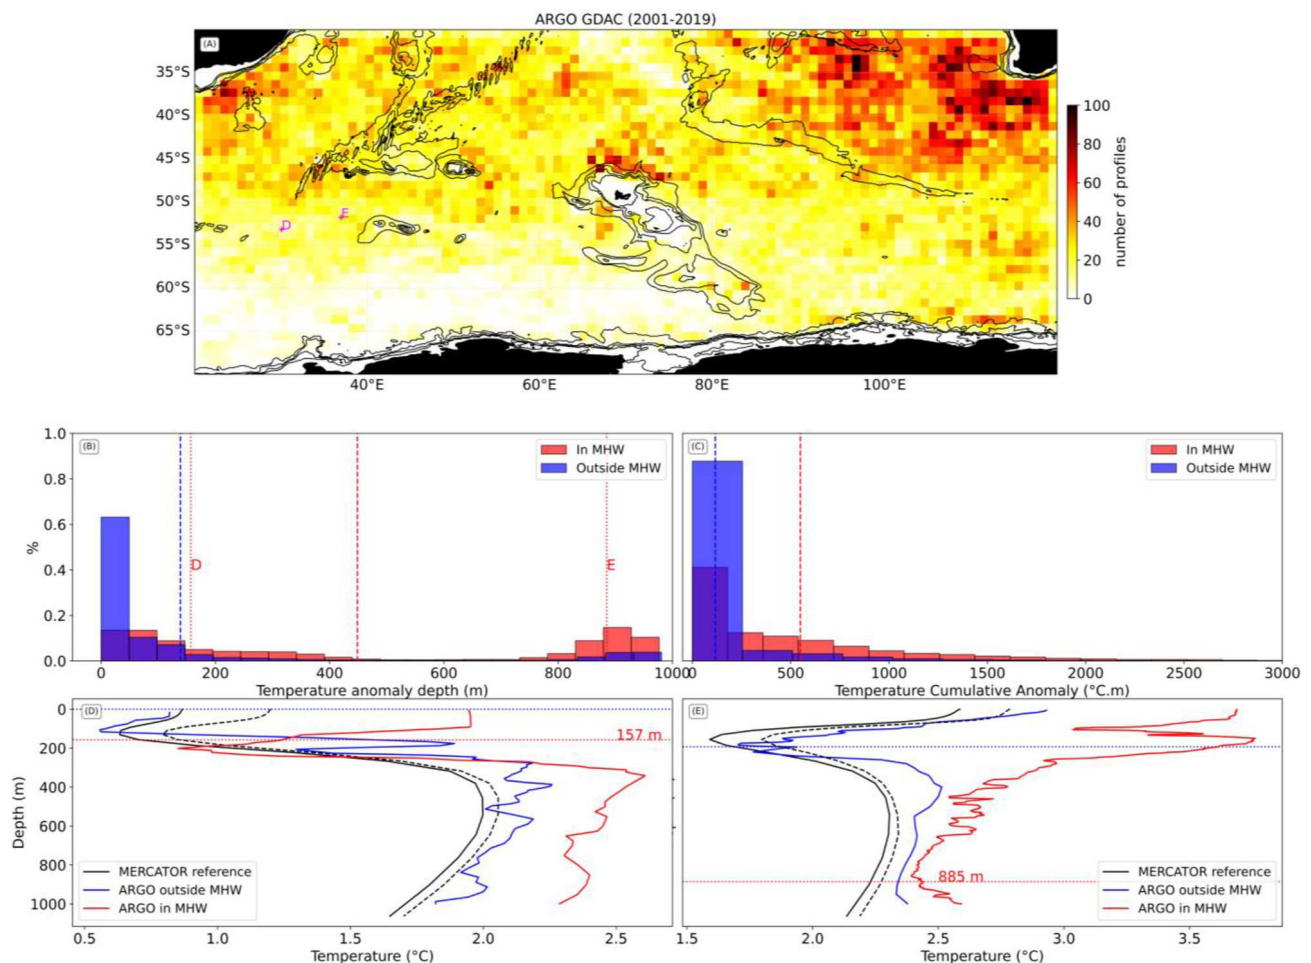 ARGO GDAC (2001-2019)
(A)
35°S
40°S
45°S
50°S
55°S
60°S
65°S
D
E
40°E
60°E
80°E
100°E
100
80
60
40
20
0
number of profiles
(B)
1.0
0.8
0.6
0.4
0.2
0.0
%
In MHW
Outside MHW
D
E
0
200
400
600
800
1000
Temperature anomaly depth (m)
(C)
In MHW
Outside MHW
0
500
1000
1500
2000
2500
3000
Temperature Cumulative Anomaly (°C.m)
(D)
0
200
400
600
800
1000
Depth (m)
157 m
MERCATOR reference
ARGO outside MHW
ARGO in MHW
0.5
1.0
1.5
2.0
2.5
Temperature (°C)
(E)
885 m
MERCATOR reference
ARGO outside MHW
ARGO in MHW
1.5
2.0
2.5
3.0
3.5
Temperature (°C)